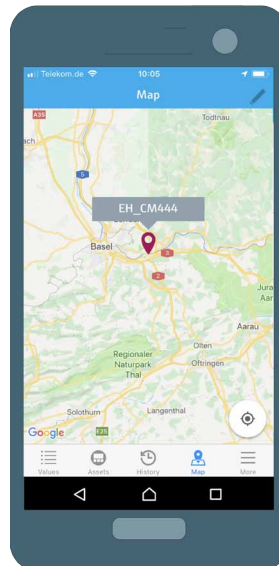 Telekom.de 10:05
Map
A35
Todtnau
ach
5
EH_CM444
Basel
3
2
Jura
Aar
Aarau
Olten
Regionaler
Naturpark
Thal
Oftringen
Solothurn
Langenthal
Google
E25
Values Assets History Map More